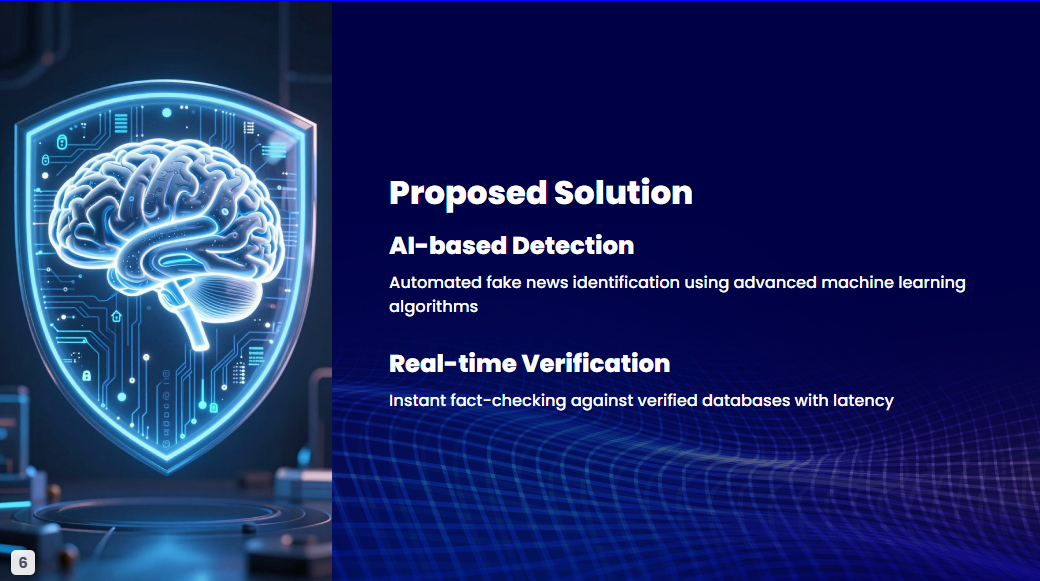 Proposed Solution
AI-based Detection
Automated fake news identification using advanced machine learning
algorithms
Real-time Verification
Instant fact-checking against verified databases with latency
6